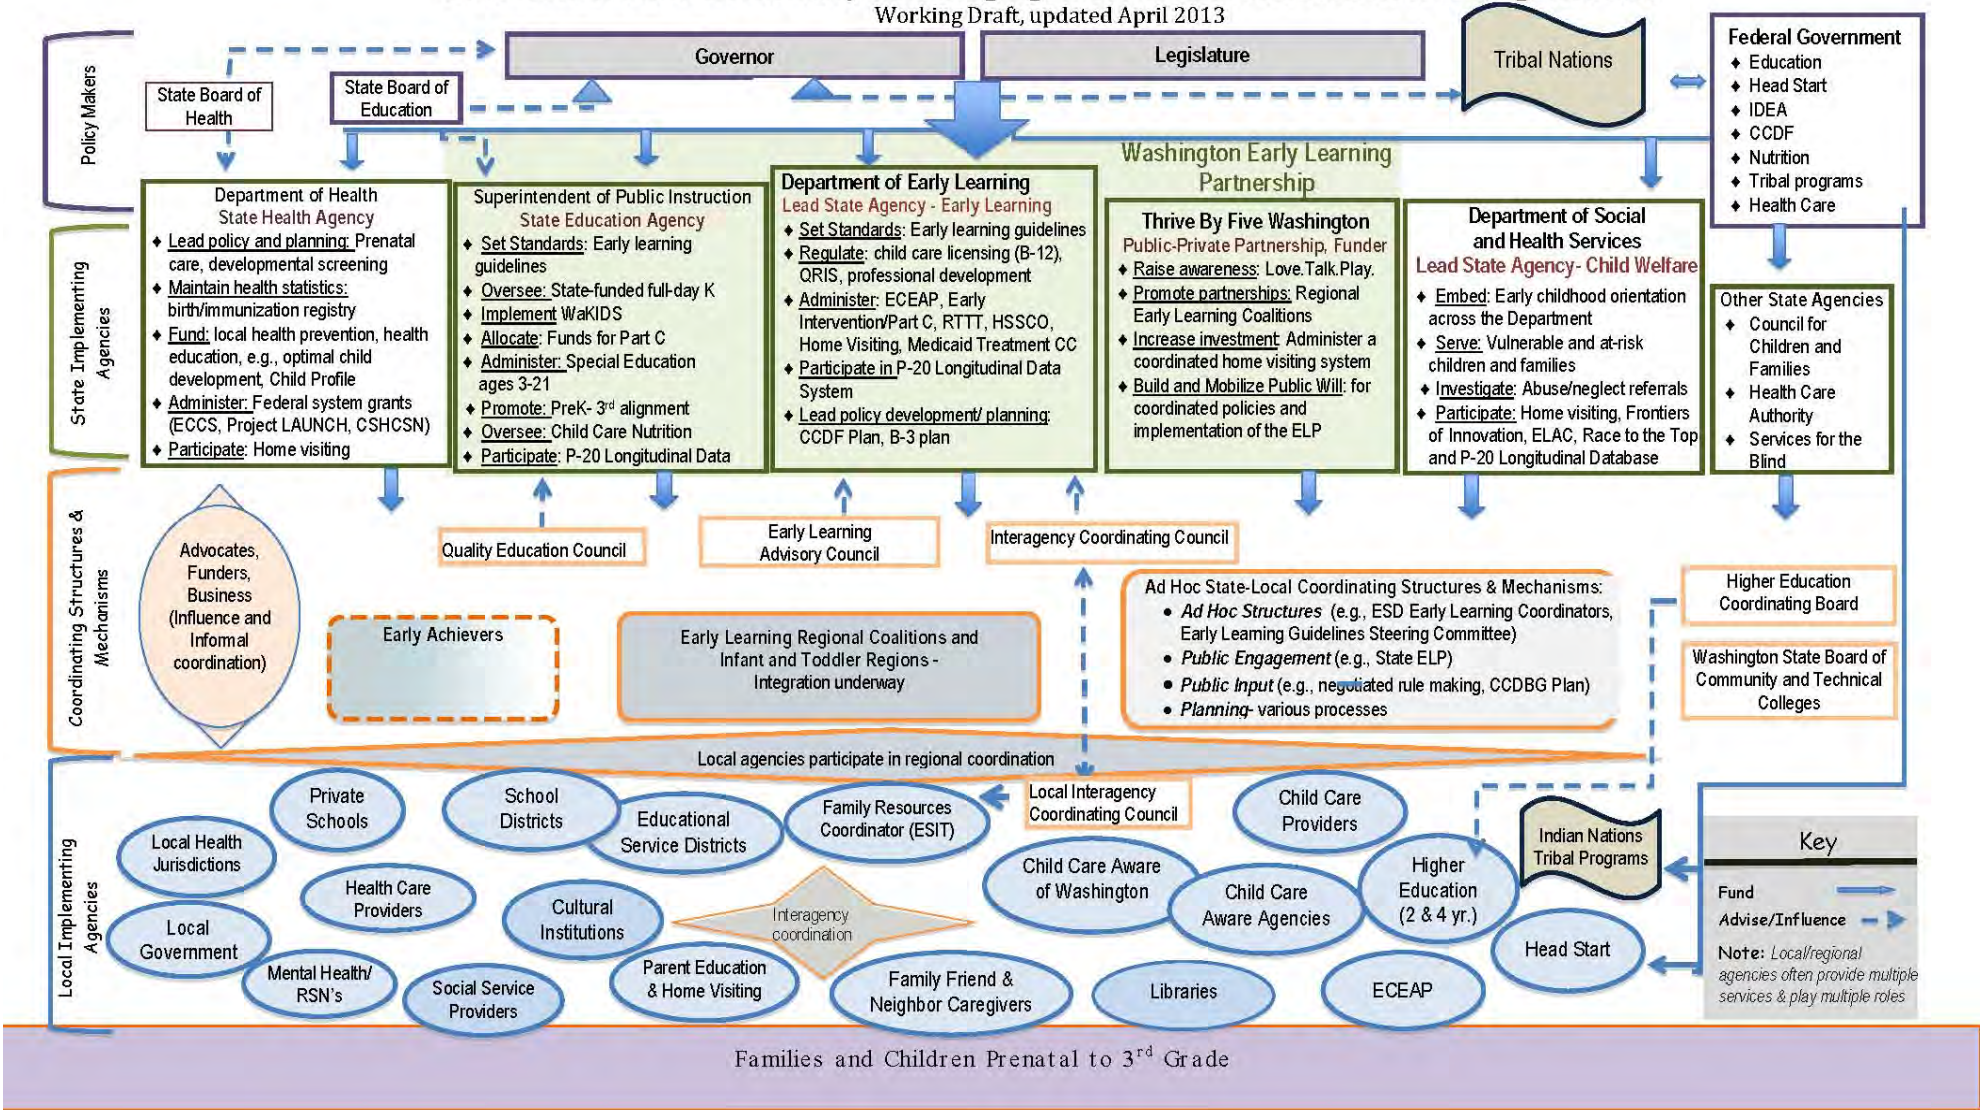 Working Draft, updated April 2013
Policy Makers
State Board of
Health
State Board of
Education
Governor
Legislature
Tribal Nations
Federal Government
♦ Education
♦ Head Start
♦ IDEA
♦ CCDF
♦ Nutrition
♦ Tribal programs
♦ Health Care
Washington Early Learning
Partnership
State Implementing
Agencies
Department of Health
State Health Agency
♦ Lead policy and planning: Prenatal
care, developmental screening
♦ Maintain health statistics:
birth/immunization registry
♦ Fund: local health prevention, health
education, e.g., optimal child
development, Child Profile
♦ Administer: Federal system grants
(ECCS, Project LAUNCH, CSHCSN)
♦ Participate: Home visiting
Superintendent of Public Instruction
State Education Agency
♦ Set Standards: Early learning
guidelines
♦ Oversee: State-funded full-day K
♦ Implement WaKIDS
♦ Allocate: Funds for Part C
♦ Administer: Special Education
ages 3-21
♦ Promote: PreK- 3rd alignment
♦ Oversee: Child Care Nutrition
♦ Participate: P-20 Longitudinal Data
Department of Early Learning
Lead State Agency - Early Learning
♦ Set Standards: Early learning guidelines
♦ Regulate: child care licensing (B-12),
QRIS, professional development
♦ Administer: ECEAP, Early
Intervention/Part C, RTTT, HSSCO,
Home Visiting, Medicaid Treatment CC
♦ Participate in P-20 Longitudinal Data
System
♦ Lead policy development/ planning:
CCDF Plan, B-3 plan
Thrive By Five Washington
Public-Private Partnership, Funder
♦ Raise awareness: Love.Talk.Play.
♦ Promote partnerships: Regional
Early Learning Coalitions
♦ Increase investment: Administer a
coordinated home visiting system
♦ Build and Mobilize Public Will: for
coordinated policies and
implementation of the ELP
Department of Social
and Health Services
Lead State Agency- Child Welfare
♦ Embed: Early childhood orientation
across the Department
♦ Serve: Vulnerable and at-risk
children and families
♦ Investigate: Abuse/neglect referrals
♦ Participate: Home visiting, Frontiers
of Innovation, ELAC, Race to the Top
and P-20 Longitudinal Database
Other State Agencies
♦ Council for
Children and
Families
♦ Health Care
Authority
♦ Services for the
Blind
Coordinating Structures &
Mechanisms
Advocates,
Funders,
Business
(Influence and
Informal
coordination)
Quality Education Council
Early Learning
Advisory Council
Interagency Coordinating Council
Early Achievers
Early Learning Regional Coalitions and
Infant and Toddler Regions -
Integration underway
Ad Hoc State-Local Coordinating Structures & Mechanisms:
• Ad Hoc Structures (e.g., ESD Early Learning Coordinators,
Early Learning Guidelines Steering Committee)
• Public Engagement (e.g., State ELP)
• Public Input (e.g., negotiated rule making, CCDBG Plan)
• Planning- various processes
Higher Education
Coordinating Board
Washington State Board of
Community and Technical
Colleges
Local agencies participate in regional coordination
Local Implementing
Agencies
Private
Schools
School
Districts
Educational
Service Districts
Family Resources
Coordinator (ESIT)
Local Interagency
Coordinating Council
Child Care
Providers
Local Health
Jurisdictions
Health Care
Providers
Cultural
Institutions
Interagency
coordination
Child Care Aware
of Washington
Child Care
Aware Agencies
Higher
Education
(2 & 4 yr.)
Indian Nations
Tribal Programs
Local
Government
Mental Health/
RSN's
Social Service
Providers
Parent Education
& Home Visiting
Family Friend &
Neighbor Caregivers
Libraries
ECEAP
Head Start
Key
Fund
Advise/Influence
Note: Local/regional
agencies often provide multiple
services & play multiple roles
Families and Children Prenatal to 3rd Grade